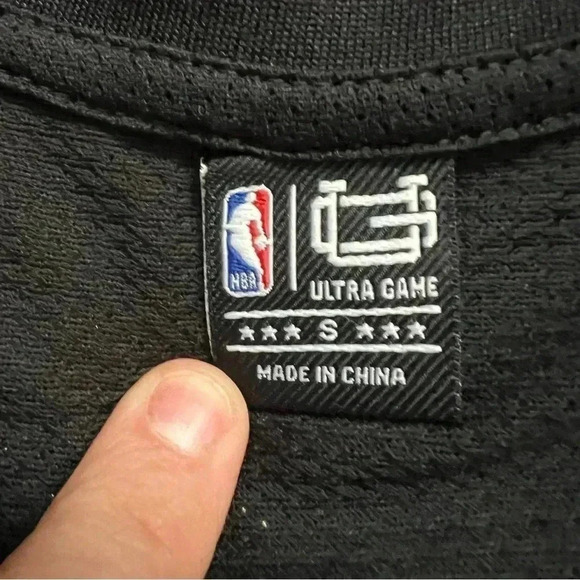 NBA
ULTRA GAME
★★★ S ★★★
MADE IN CHINA